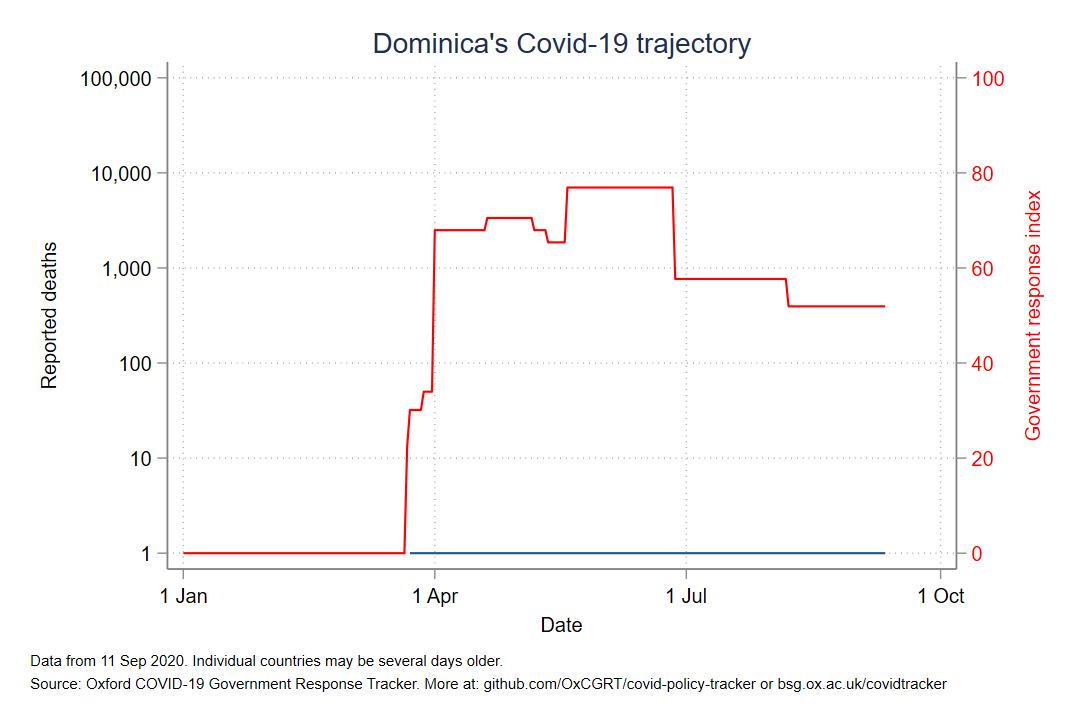 Dominica's Covid-19 trajectory
100,000
10,000
1,000
100
10
1
Reported deaths
100
80
60
40
20
0
Government response index
1 Jan
1 Apr
1 Jul
1 Oct
Date
Data from 11 Sep 2020. Individual countries may be several days older.
Source: Oxford COVID-19 Government Response Tracker. More at: github.com/OxCGRT/covid-policy-tracker or bsg.ox.ac.uk/covidtracker